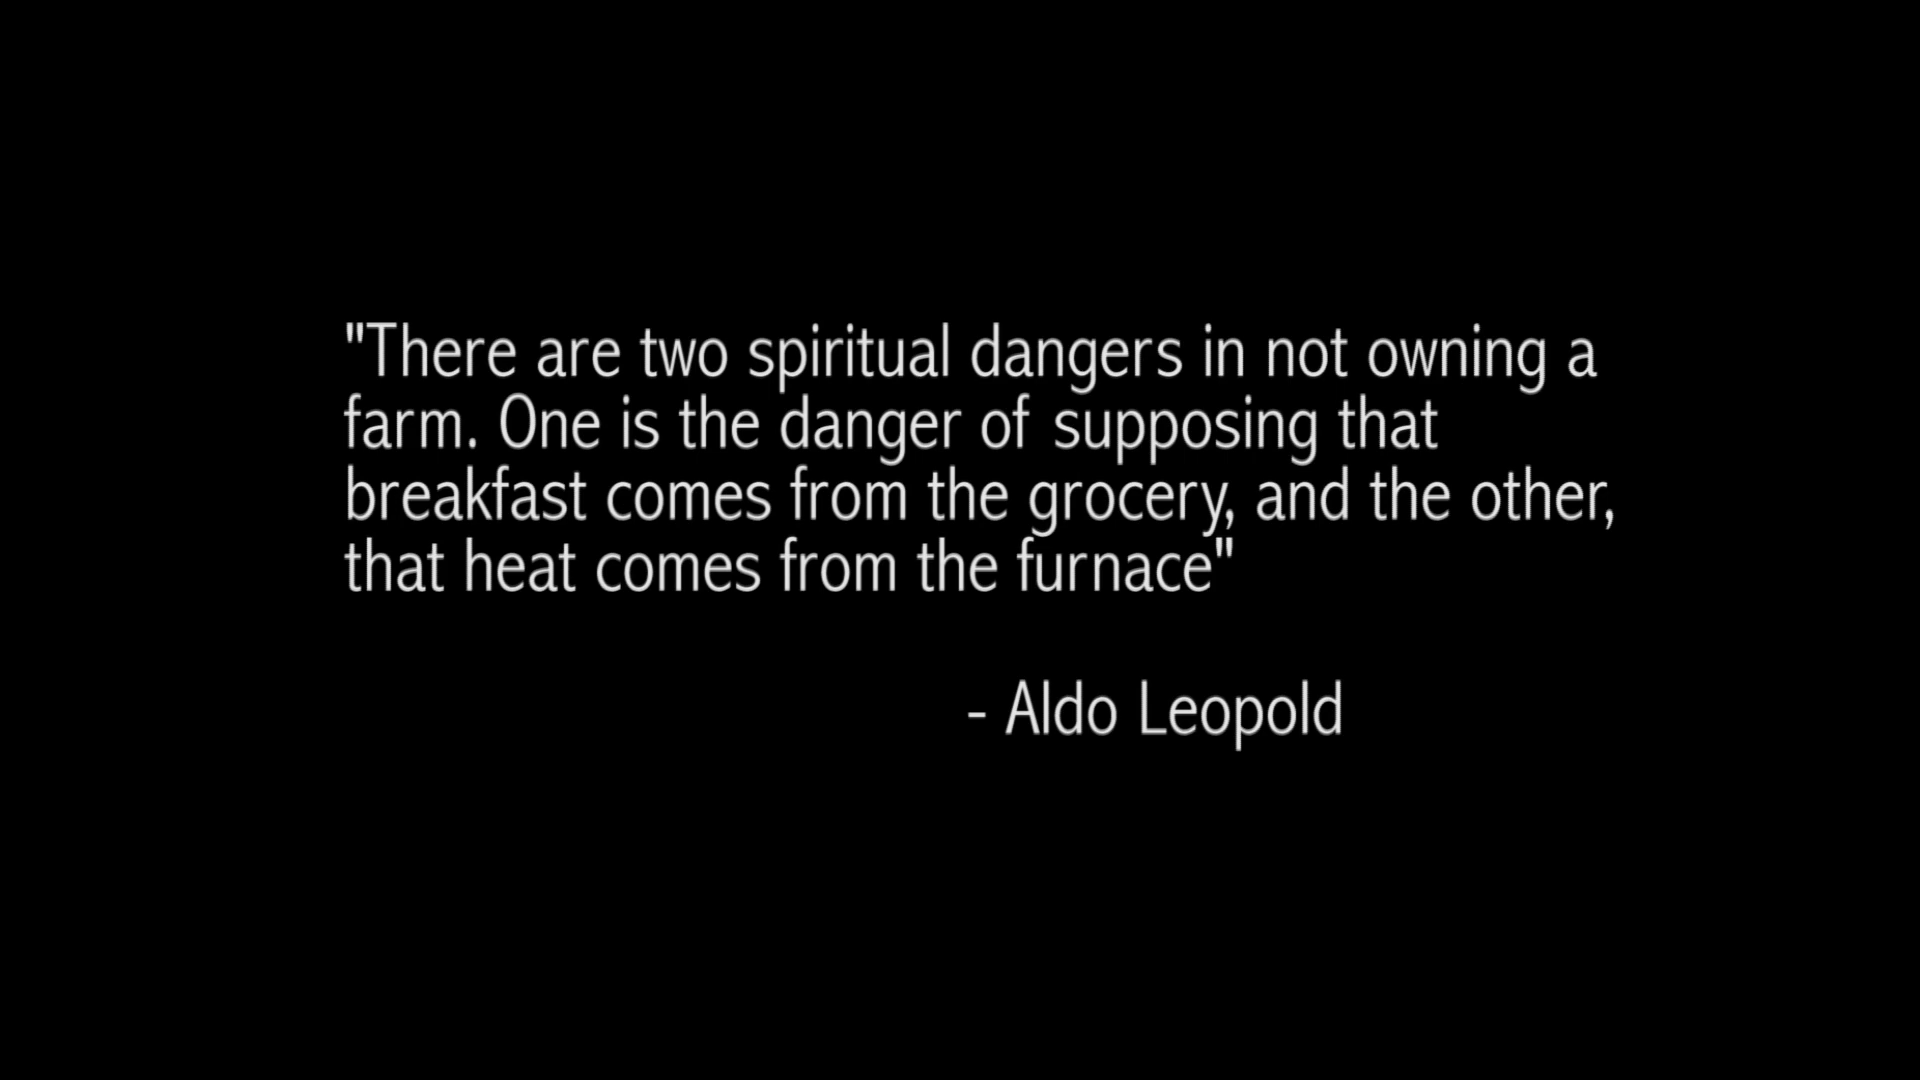 "There are two spiritual dangers in not owning a
farm. One is the danger of supposing that
breakfast comes from the grocery, and the other,
that heat comes from the furnace"
- Aldo Leopold